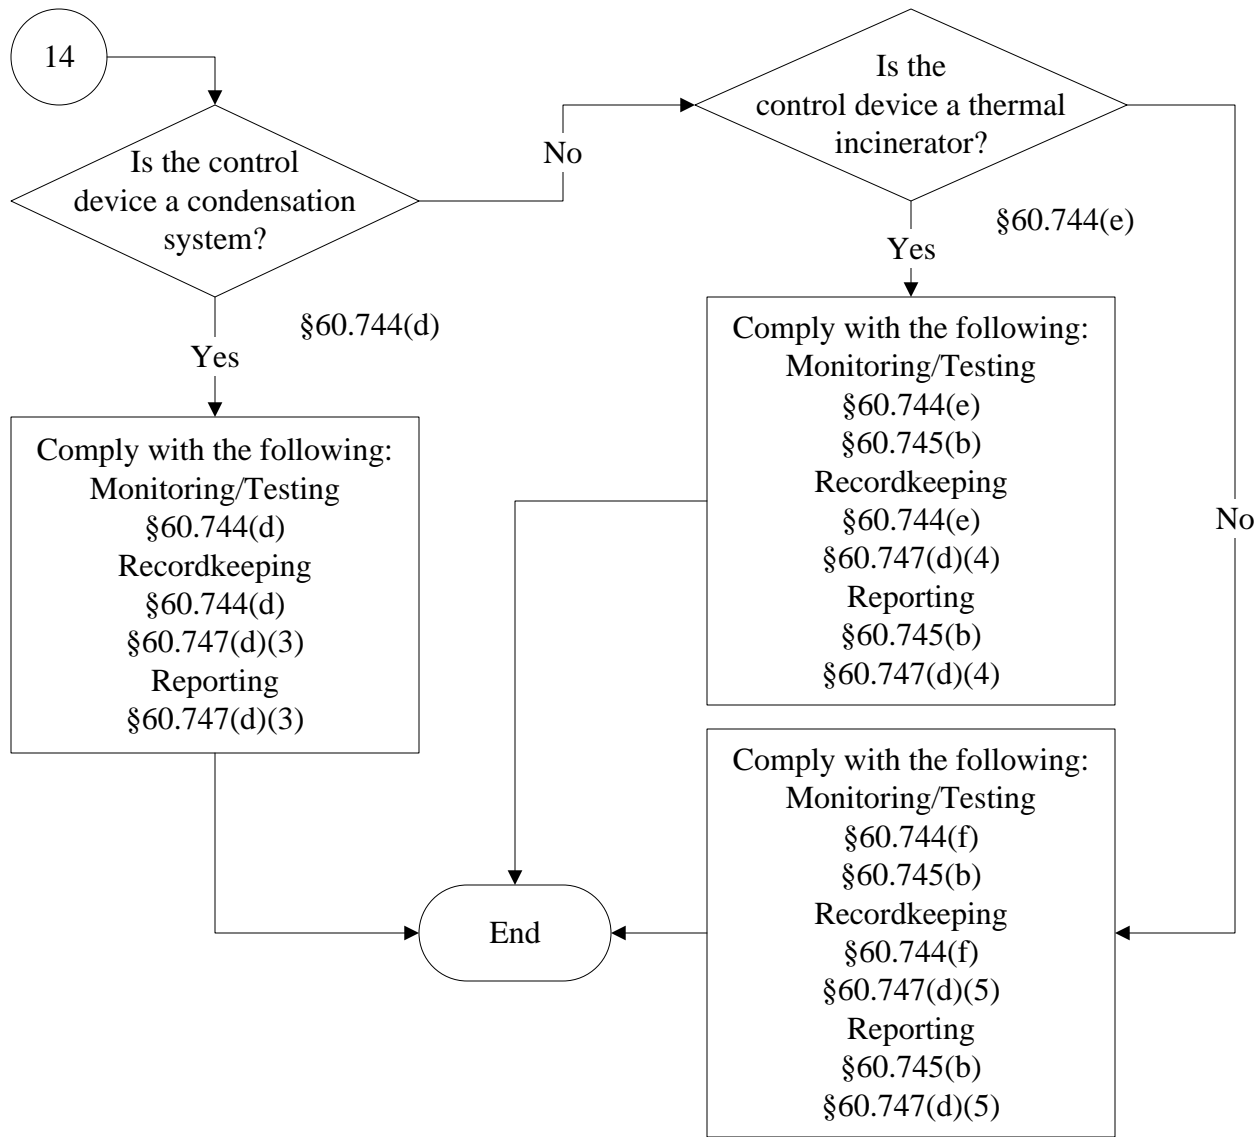 14
Is the control
device a condensation
system?
No
Is the
control device a thermal
incinerator?
§60.744(e)
Yes
§60.744(d)
Yes
Comply with the following:
Monitoring/Testing
§60.744(d)
Recordkeeping
§60.744(d)
§60.747(d)(3)
Reporting
§60.747(d)(3)
Comply with the following:
Monitoring/Testing
§60.744(e)
§60.745(b)
Recordkeeping
§60.744(e)
§60.747(d)(4)
Reporting
§60.745(b)
§60.747(d)(4)
No
Comply with the following:
Monitoring/Testing
§60.744(f)
§60.745(b)
Recordkeeping
§60.744(f)
§60.747(d)(5)
Reporting
§60.745(b)
§60.747(d)(5)
End